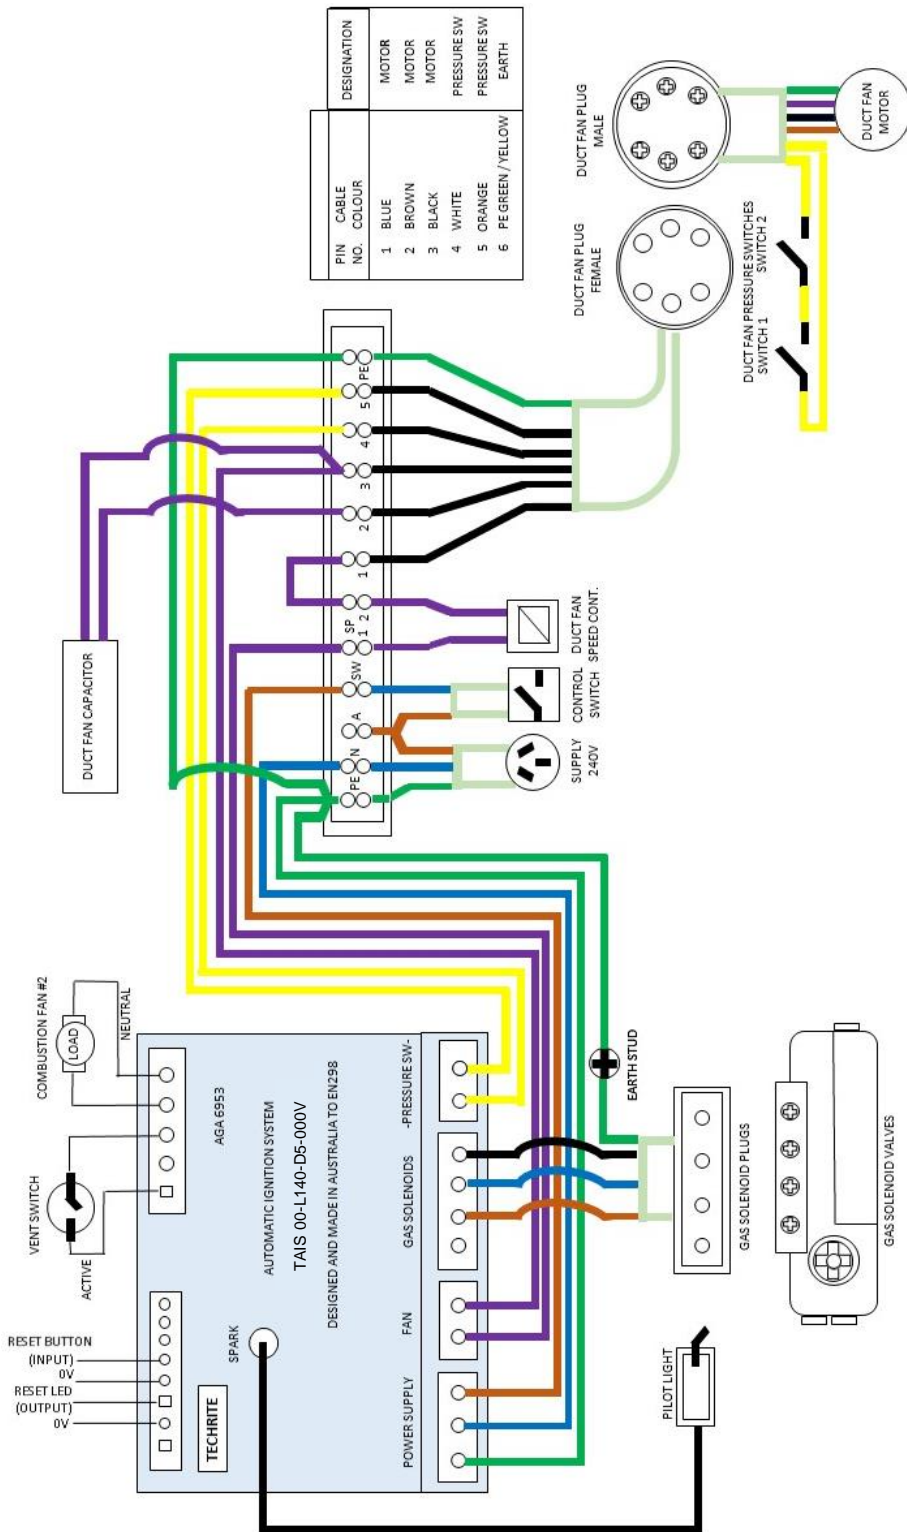 PIN NO.
CABLE COLOUR
DESIGNATION
1 BLUE MOTOR
2 BROWN MOTOR
3 BLACK MOTOR
4 WHITE PRESSURE SW
5 ORANGE PRESSURE SW
6 PE GREEN / YELLOW EARTH
DUCT FAN CAPACITOR
PE N A SW SP 1 2 1 2 3 4 5 PE
SUPPLY
240V
CONTROL
SWITCH
DUCT FAN
SPEED CONT.
DUCT FAN PLUG
FEMALE
DUCT FAN PLUG
MALE
DUCT FAN PRESSURE SWITCHES
SWITCH 1 SWITCH 2
DUCT FAN
MOTOR
RESET BUTTON
(INPUT)
0V
RESET LED
(OUTPUT)
0V
VENT SWITCH
ACTIVE
COMBUSTION FAN #2
LOAD
NEUTRAL
AGA 6953
AUTOMATIC IGNITION SYSTEM
TAIS 00-L140-D5-000V
DESIGNED AND MADE IN AUSTRALIA TO EN298
TECHRITE
SPARK
POWER SUPPLY
FAN
GAS SOLENOIDS
-PRESSURE SW-
EARTH STUD
PILOT LIGHT
GAS SOLENOID PLUGS
GAS SOLENOID VALVES